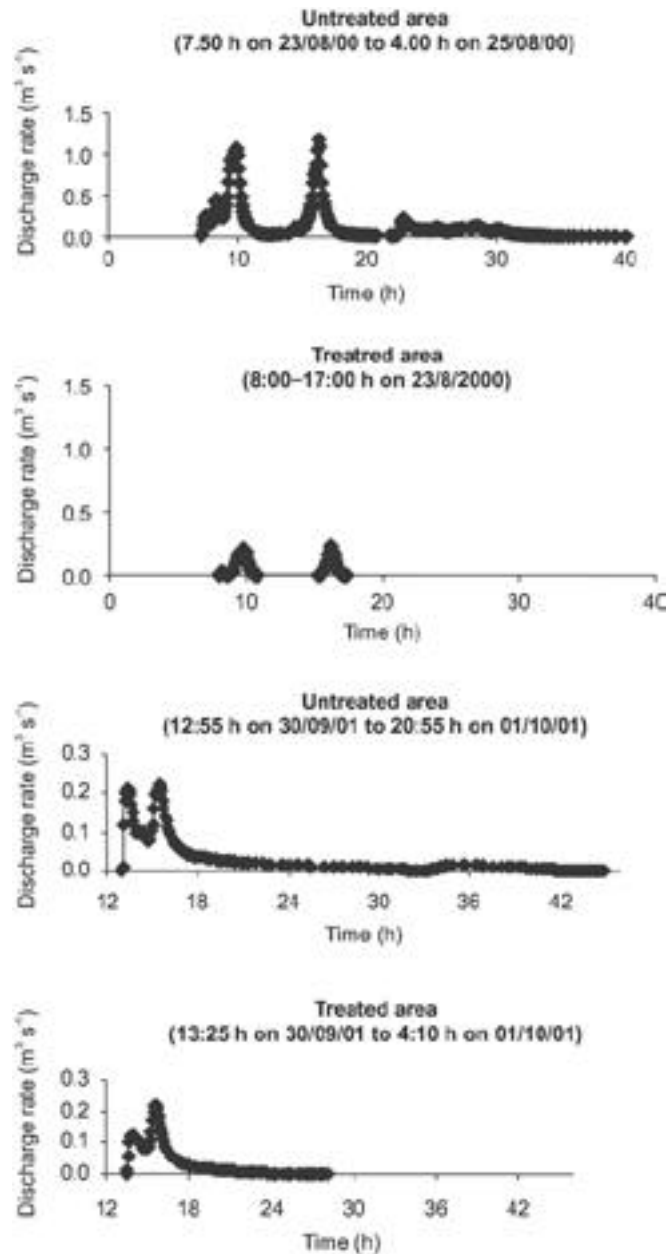 Untreated area
(7.50 h on 23/08/00 to 4.00 h on 25/08/00)
Discharge rate (m³ s⁻¹)
1.5
1.0
0.5
0.0
0 10 20 30 40
Time (h)
Treatred area
(8:00–17:00 h on 23/8/2000)
Discharge rate (m³ s⁻¹)
1.5
1.0
0.5
0.0
0 10 20 30 40
Time (h)
Untreated area
(12:55 h on 30/09/01 to 20:55 h on 01/10/01)
Discharge rate (m³ s⁻¹)
0.3
0.2
0.1
0.0
12 18 24 30 36 42
Time (h)
Treated area
(13:25 h on 30/09/01 to 4:10 h on 01/10/01)
Discharge rate (m³ s⁻¹)
0.3
0.2
0.1
0.0
12 18 24 30 36 42
Time (h)